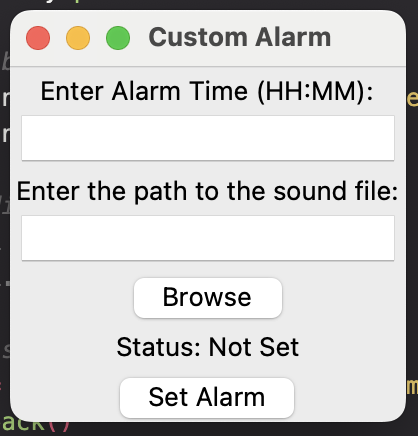 Custom Alarm
Enter Alarm Time (HH:MM):
Enter the path to the sound file:
Browse
Status: Not Set
Set Alarm
ack()